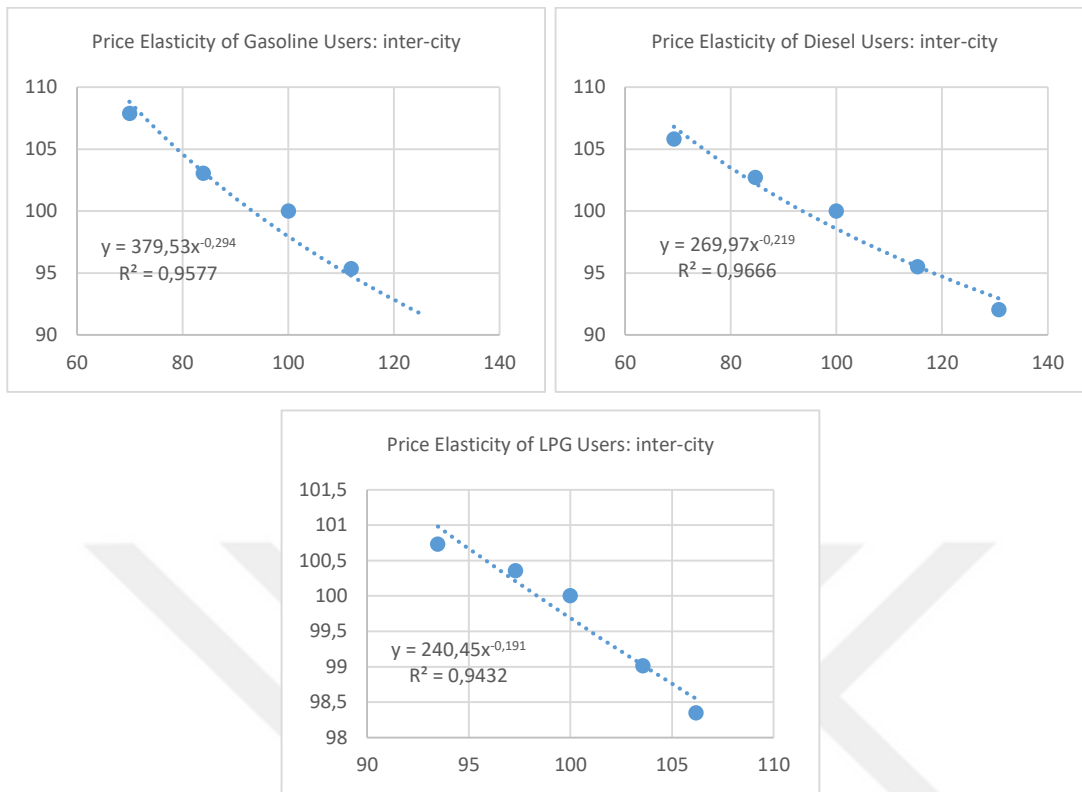 Price Elasticity of Gasoline Users: inter-city
110
105
100
95
90
60 80 100 120 140
y = 379,53x-0,294
R² = 0,9577
Price Elasticity of Diesel Users: inter-city
110
105
100
95
90
60 80 100 120 140
y = 269,97x-0,219
R² = 0,9666
Price Elasticity of LPG Users: inter-city
101,5
101
100,5
100
99,5
99
98,5
98
90 95 100 105 110
y = 240,45x-0,191
R² = 0,9432